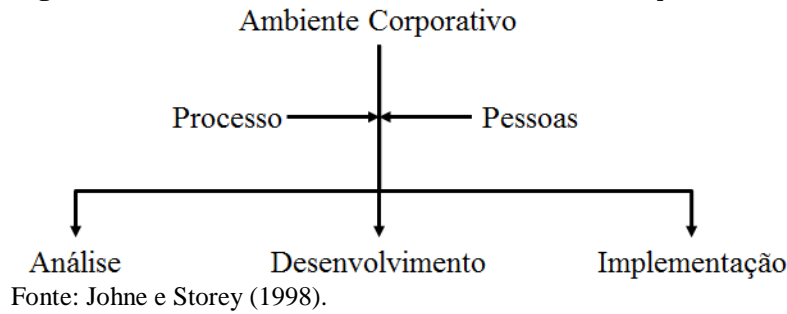 Ambiente Corporativo
Processo Pessoas
Análise Desenvolvimento Implementação
Fonte: Johne e Storey (1998).